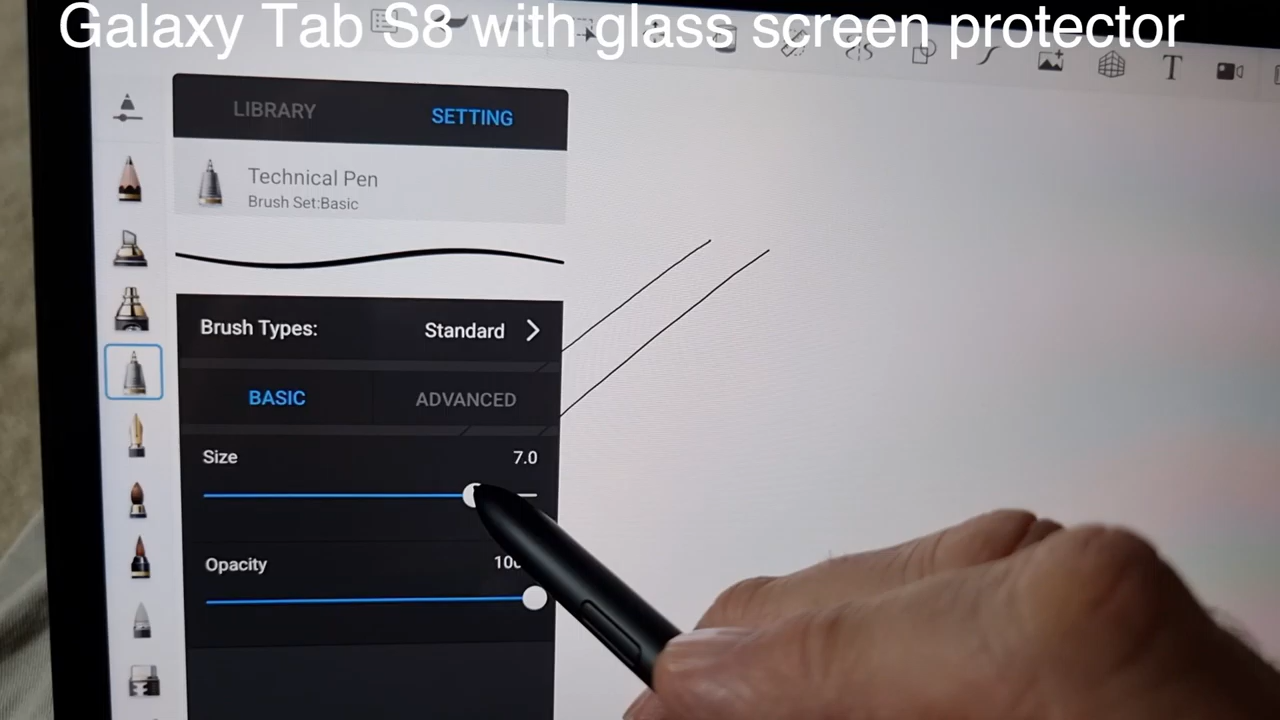 Galaxy Tab S8 with glass screen protector
T
LIBRARY SETTING
Technical Pen
Brush Set:Basic
Brush Types: Standard
BASIC ADVANCED
Size 7.0
Opacity